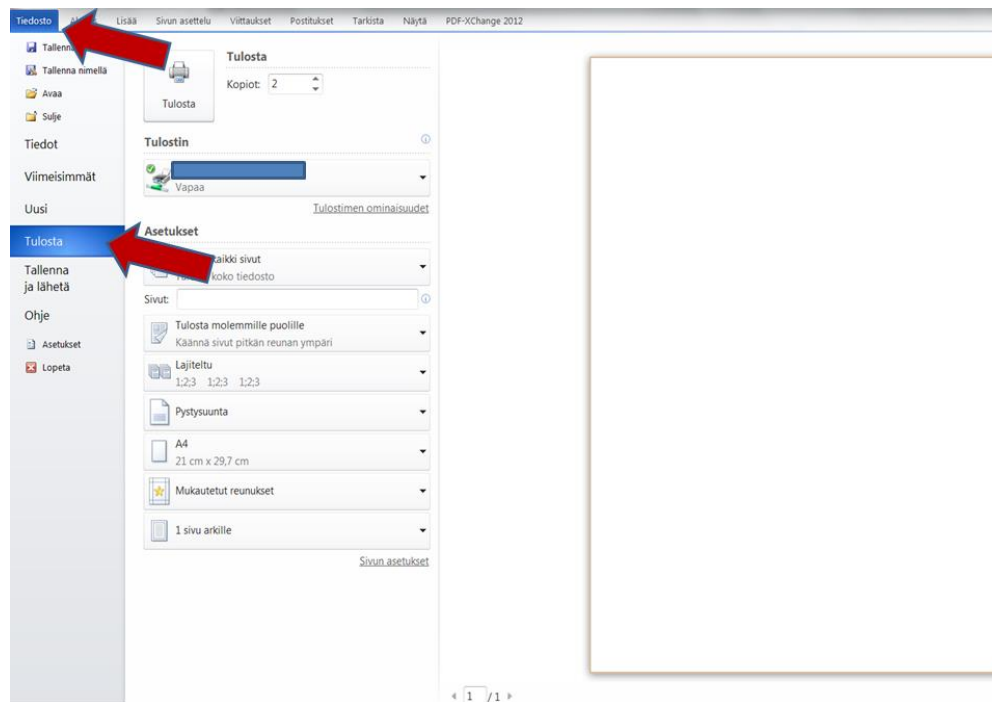 Tiedosto Lisää Sivun asettelu Viittaukset Postitukset Tarkista Näytä PDF-XChange 2012
Tallenna nimellä
Avaa
Sulje
Tiedot
Viimeisimmät
Uusi
Tulosta
Tallenna
ja lähetä
Ohje
Asetukset
Lopeta
Tulosta
Tulosta
Kopiot: 2
Tulostin
Vapaa
Tulostimen ominaisuudet
Asetukset
sivut
koko tiedosto
Sivut:
Tulosta molemmille puolille
Käännä sivut pitkän reunan ympäri
Lajiteltu
1;2;3 1;2;3 1;2;3
Pystysuunta
A4
21 cm x 29,7 cm
Mukautetut reunukset
1 sivu arkille
Sivun asetukset
1 / 1